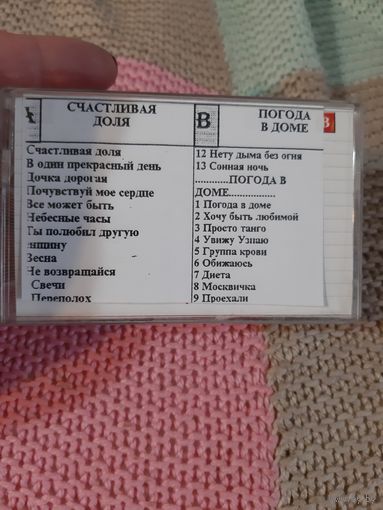 СЧАСТЛИВАЯ
ДОЛЯ
Счастливая доля
В один прекрасный день
Дочка дорогая
Почувствуй мое сердце
Все может быть
Небесные часы
Ты полюбил другую
нщину
Весна
Не возвращайся
Свечи
Переполох
В
ПОГОДА
В ДОМЕ
В
12 Нету дыма без огня
13 Сонная ночь
............ПОГОДА В
ДОМЕ.................
1 Погода в доме
2 Хочу быть любимой
3 Просто танго
4 Увижу Узнаю
5 Группа крови
6 Обижаюсь
7 Диета
8 Москвичка
9 Проехали